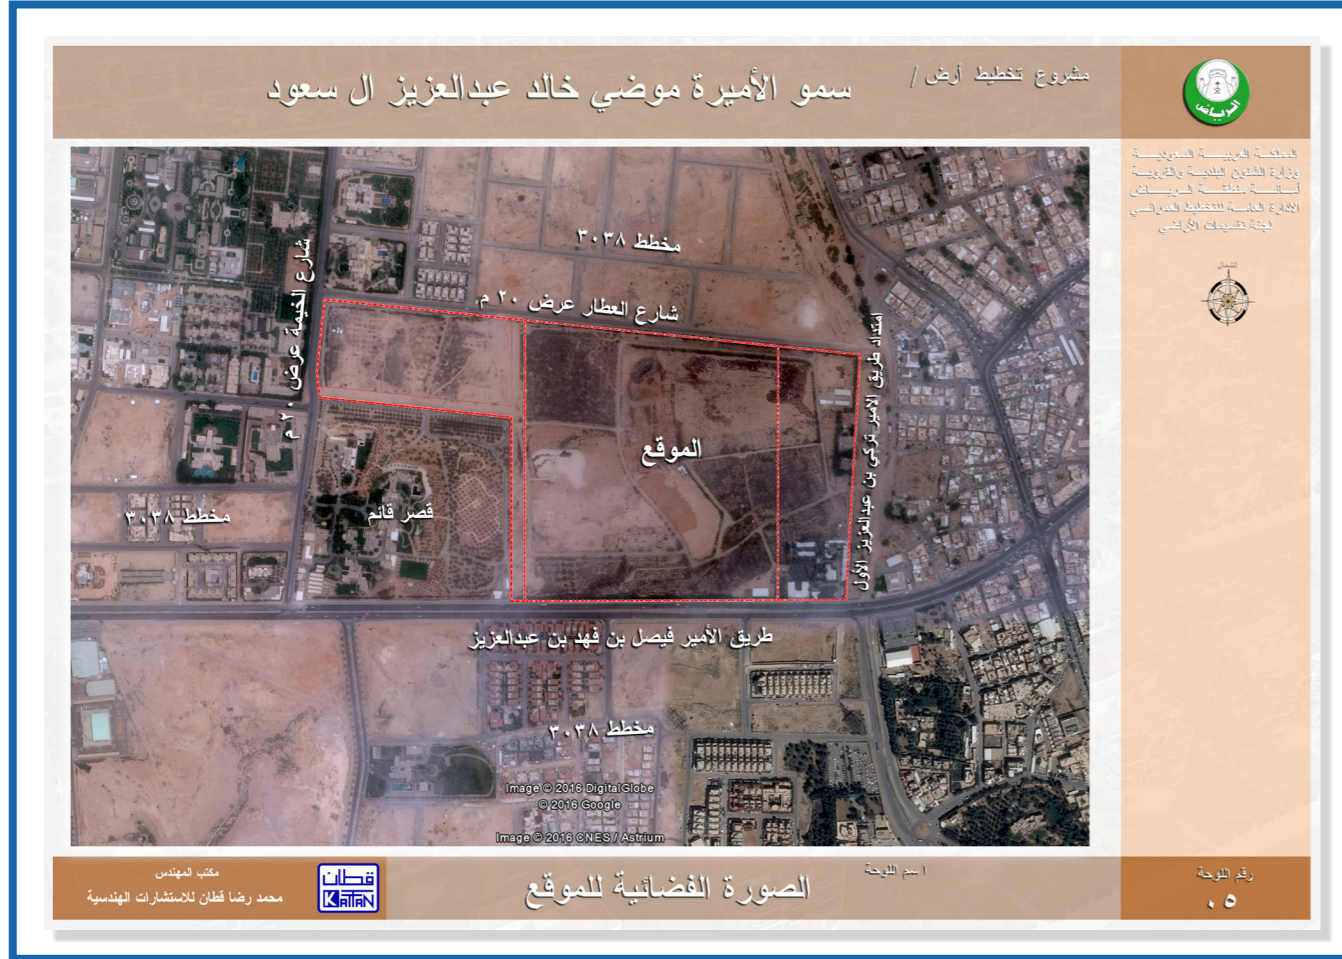 مشروع تخطيط أرض /
سمو الأميرة موضي خالد عبدالعزيز ال سعود
الرياض
المملكة العربية السعودية
وزارة الشئون البلدية والقروية
أمانة منطقة الرياض
الإدارة العامة للتخطيط العمراني
لجنة تقسيمات الأراضي
الشمال
مخطط ٣٠٣٨
شارع العطار عرض ٢٠ م
شارع الخيمة عرض ٢٠ م
امتداد طريق الامير تركي بن عبدالعزيز الأول
الموقع
قصر قائم
مخطط ٣٠٣٨
طريق الأمير فيصل بن فهد بن عبدالعزيز
مخطط ٣٠٣٨
Image © 2016 DigitalGlobe
© 2016 Google
Image © 2016 CNES / Astrium
رقم اللوحة
٠٥
اسم اللوحة
الصورة الفضائية للموقع
قطان
KATTAN
مكتب المهندس
محمد رضا قطان للاستشارات الهندسية